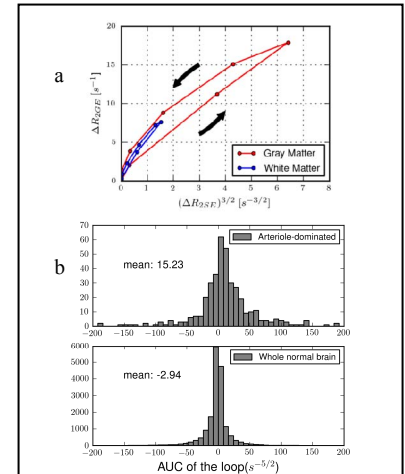 a
20
15
10
5
0
ΔR2GE [s^-1]
0 1 2 3 4 5 6 7 8
(ΔR2SE)^3/2 [s^-3/2]
Gray Matter
White Matter
b
70
60
50
40
30
20
10
0
mean: 15.23
Arteriole-dominated
−200 −150 −100 −50 0 50 100 150 200
6000
5000
4000
3000
2000
1000
0
mean: -2.94
Whole normal brain
−200 −150 −100 −50 0 50 100 150 200
AUC of the loop(s^-5/2)